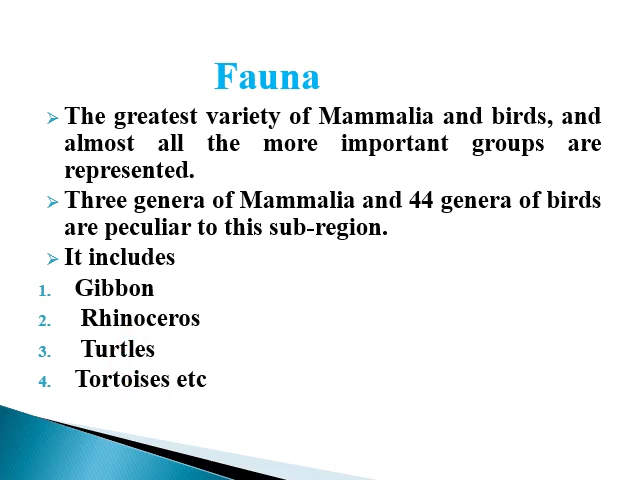 Fauna
➢ The greatest variety of Mammalia and birds, and
almost all the more important groups are
represented.
➢ Three genera of Mammalia and 44 genera of birds
are peculiar to this sub-region.
➢ It includes
1. Gibbon
2. Rhinoceros
3. Turtles
4. Tortoises etc